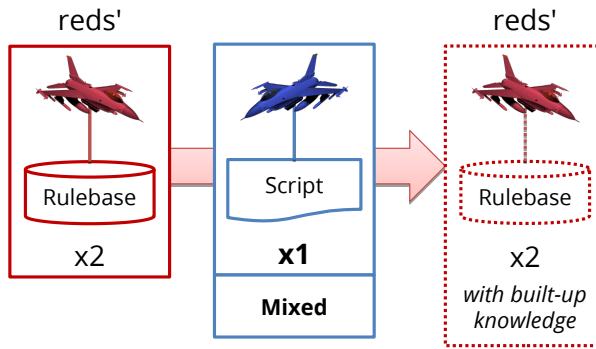 reds'
Rulebase
x2
Script
x1
Mixed
reds'
Rulebase
x2
with built-up
knowledge